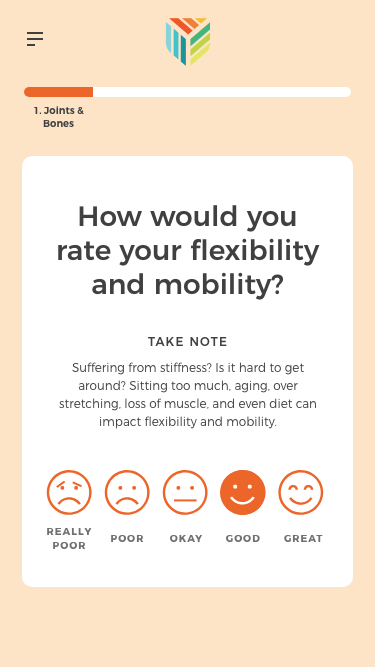 1. Joints &
Bones
How would you
rate your flexibility
and mobility?
TAKE NOTE
Suffering from stiffness? Is it hard to get
around? Sitting too much, aging, over
stretching, loss of muscle, and even diet can
impact flexibility and mobility.
REALLY
POOR
POOR
OKAY
GOOD
GREAT